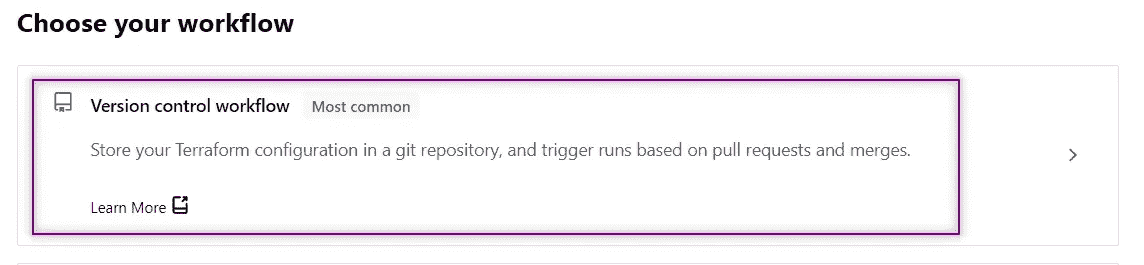 Choose your workflow
Version control workflow Most common
Store your Terraform configuration in a git repository, and trigger runs based on pull requests and merges.
Learn More